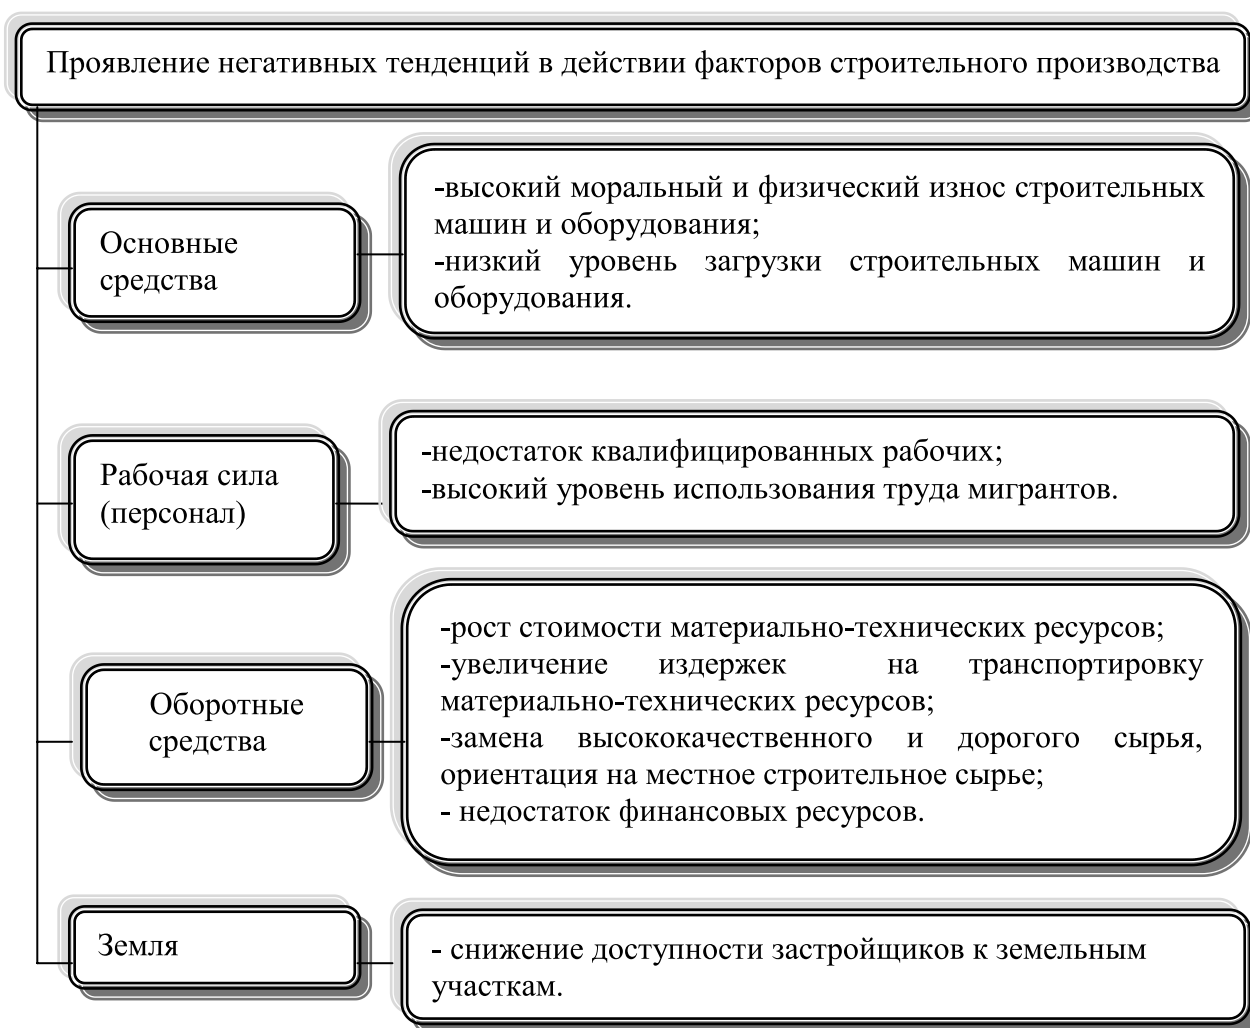 Проявление негативных тенденций в действии факторов строительного производства
Основные
средства
-высокий моральный и физический износ строительных
машин и оборудования;
-низкий уровень загрузки строительных машин и
оборудования.
Рабочая сила
(персонал)
-недостаток квалифицированных рабочих;
-высокий уровень использования труда мигрантов.
Оборотные
средства
-рост стоимости материально-технических ресурсов;
-увеличение издержек на транспортировку
материально-технических ресурсов;
-замена высококачественного и дорогого сырья,
ориентация на местное строительное сырье;
- недостаток финансовых ресурсов.
Земля
- снижение доступности застройщиков к земельным
участкам.